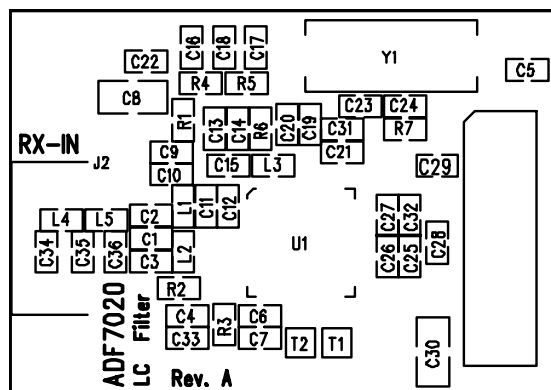 C16
C18
C17
C22
Y1
C5
R4
R5
C8
C23
C24
R1
C13
C14
R6
C20
C19
C31
R7
RX-IN
C9
C21
J2
C10
C15
L3
C29
L1
C11
C12
L4
L5
C2
C27
C32
C34
C35
C36
C1
L2
U1
C28
C3
C26
C25
R2
C4
R3
C6
C33
C7
T2
T1
C30
ADF7020
LC Filter
Rev. A